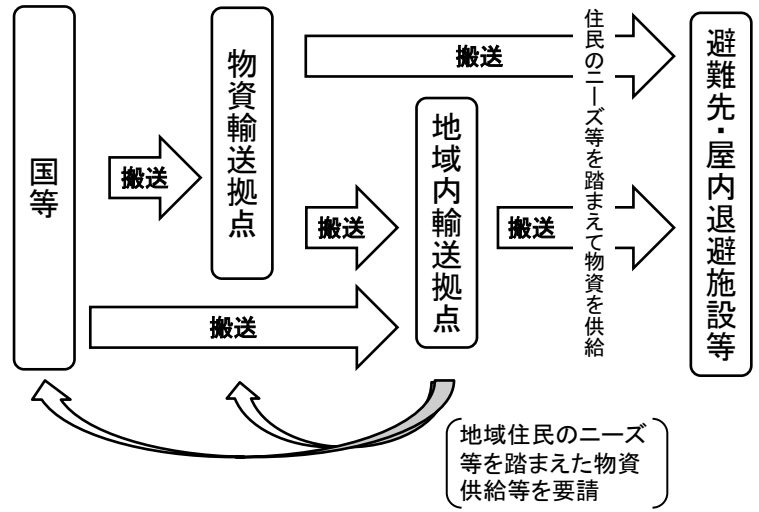 国等
搬送
物資輸送拠点
搬送
搬送
地域内輸送拠点
搬送
搬送
住民のニーズ等を踏まえて物資を供給
避難先・屋内退避施設等
地域住民のニーズ
等を踏まえた物資
供給等を要請